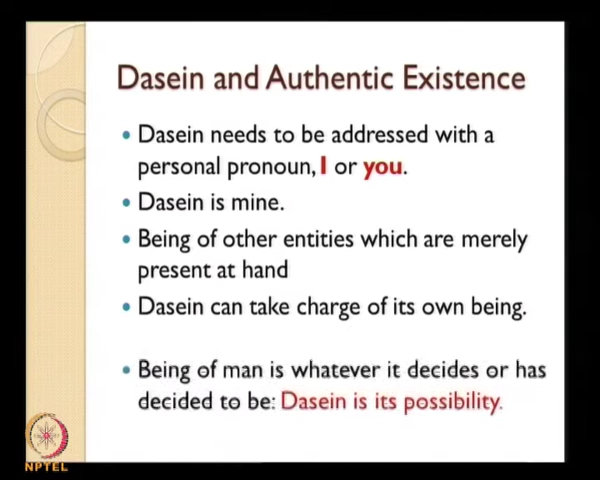 Dasein and Authentic Existence
• Dasein needs to be addressed with a
personal pronoun, I or you.
• Dasein is mine.
• Being of other entities which are merely
present at hand
• Dasein can take charge of its own being.
• Being of man is whatever it decides or has
decided to be: Dasein is its possibility.
NPTEL